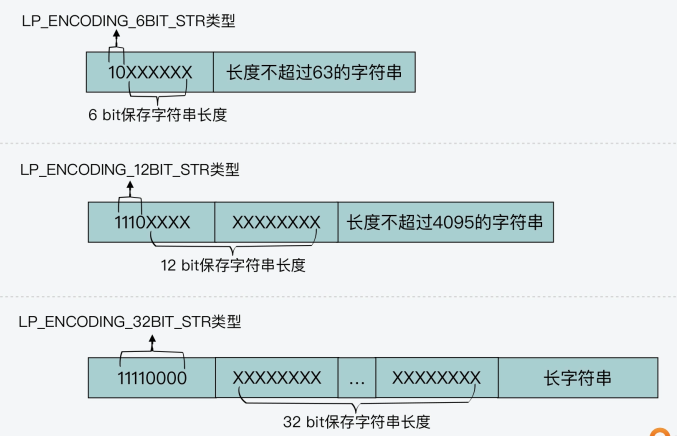 LP_ENCODING_6BIT_STR类型
10XXXXXX 长度不超过63的字符串
6 bit保存字符串长度
LP_ENCODING_12BIT_STR类型
1110XXXX XXXXXXXX 长度不超过4095的字符串
12 bit保存字符串长度
LP_ENCODING_32BIT_STR类型
11110000 XXXXXXXX ... XXXXXXXX 长字符串
32 bit保存字符串长度